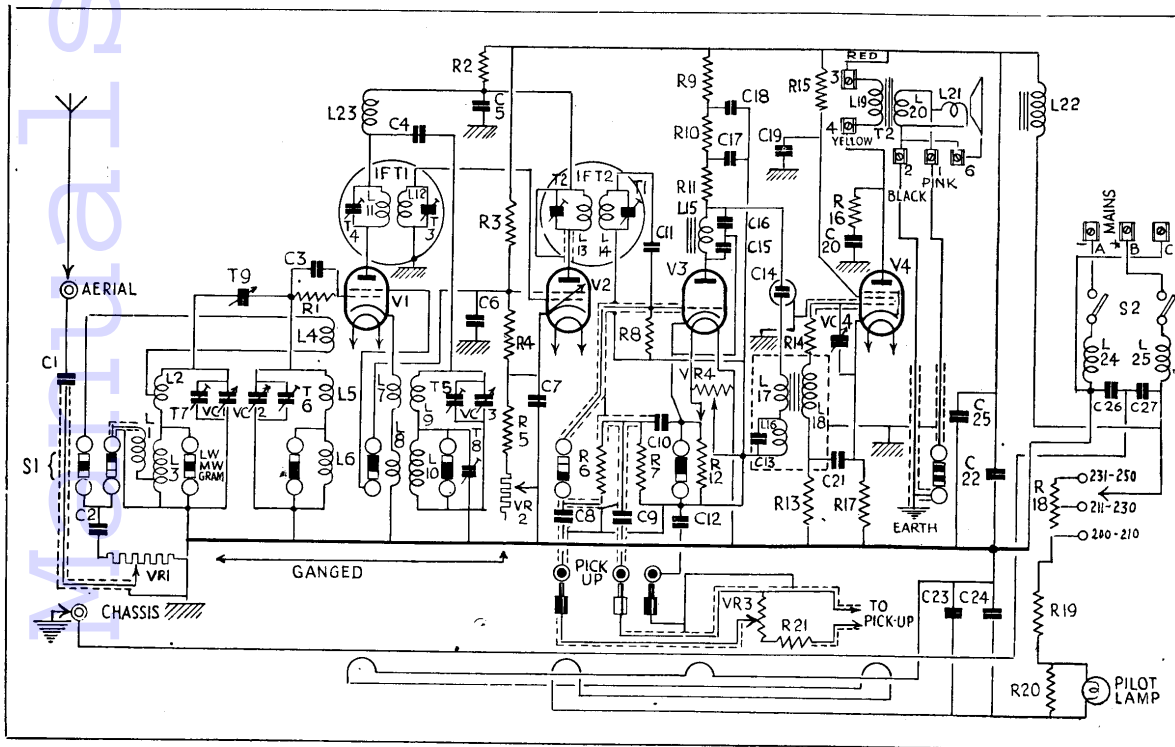 Manuals
AERIAL
C1
S1
C2
VR1
CHASSIS
GANGED
T9
C3
R1
L4
L2
T7
VC1
VC2
T6
L5
L1
L3
LW
MW
GRAM
L6
L23
C4
R2
C5
IFT1
L11
L12
T4
T3
V1
L7
L8
L9
L10
T5
VC3
T8
C6
R3
R4
R5
VR2
C7
IFT2
T2
T1
L13
L14
V2
C11
R8
R6
C8
R7
C9
C10
C12
R12
PICK
UP
VR3
R21
TO
PICK-UP
R9
R10
R11
C18
C17
L15
C16
C15
V3
VR4
C14
C19
L17
L16
C13
L18
R14
VC4
R13
C21
R17
R15
RED
3
L19
4
YELLOW
T2
L20
L21
2
1
6
BLACK
PINK
R16
C20
V4
EARTH
C25
C22
C23
C24
L22
MAINS
A
B
C
S2
L24
L25
C26
C27
R18
231-250
211-230
200-210
R19
R20
PILOT
LAMP